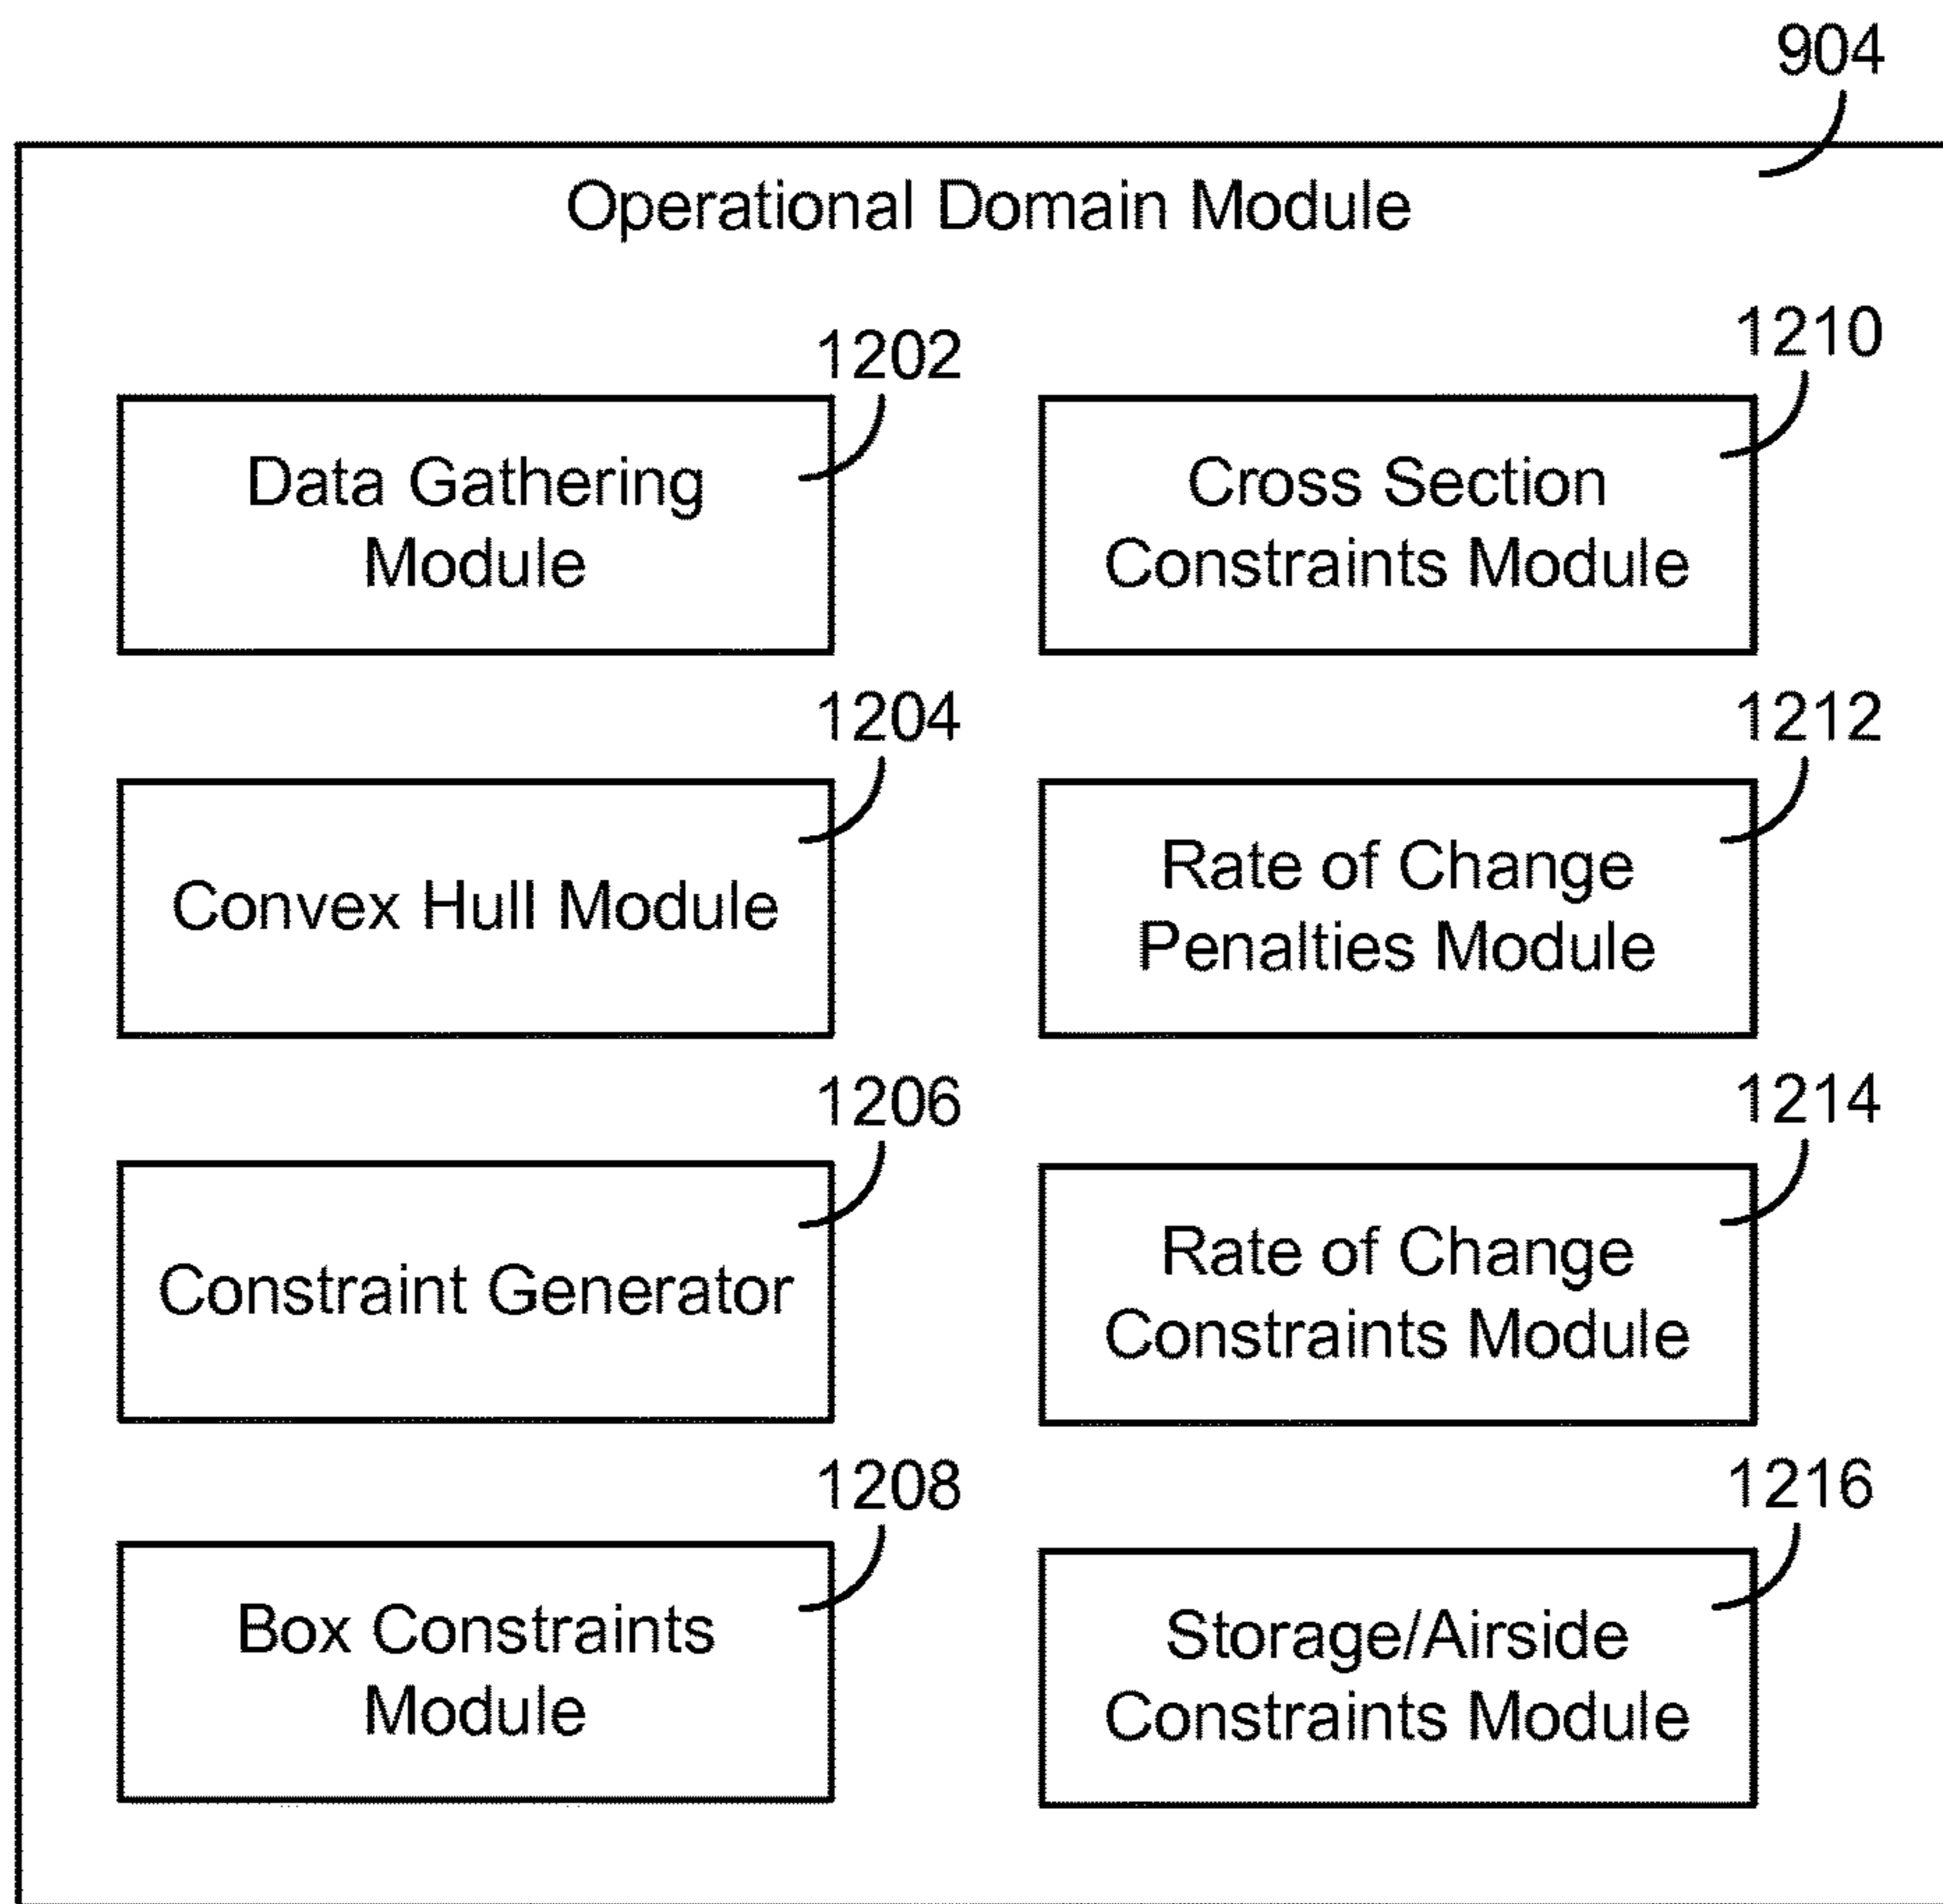 904
Operational Domain Module
1202
Data Gathering
Module
1204
Convex Hull Module
1206
Constraint Generator
1208
Box Constraints
Module
1210
Cross Section
Constraints Module
1212
Rate of Change
Penalties Module
1214
Rate of Change
Constraints Module
1216
Storage/Airside
Constraints Module